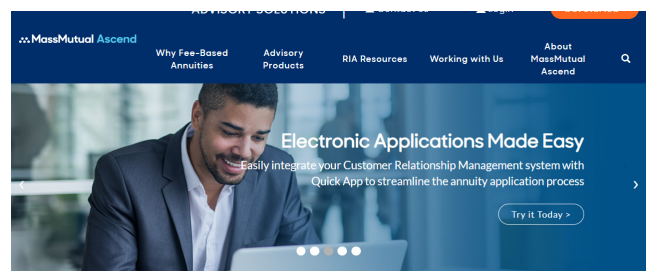 ADVISORY SOLUTIONS
MassMutual Ascend
Why Fee-Based
Annuities
Advisory
Products
RIA Resources
Working with Us
About
MassMutual
Ascend
Electronic Applications Made Easy
Easily integrate your Customer Relationship Management system with
Quick App to streamline the annuity application process
Try it Today >